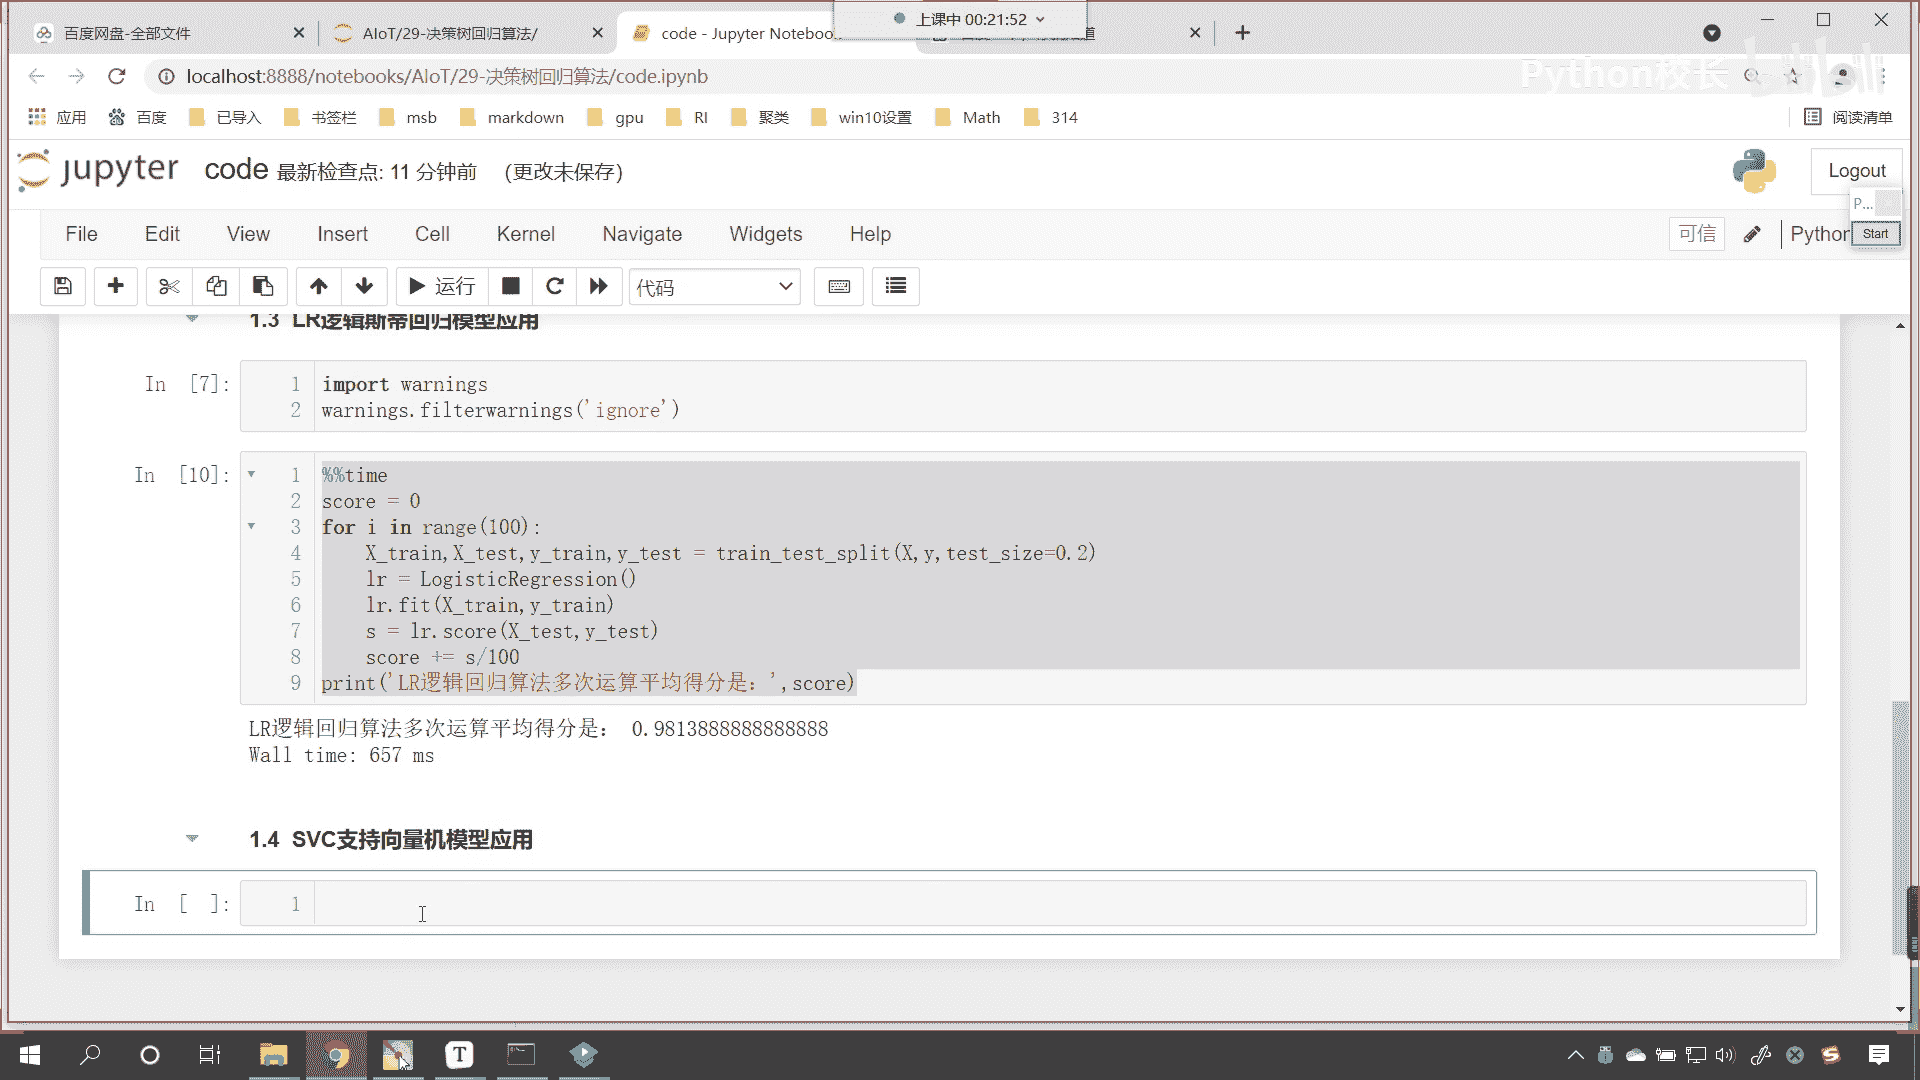 百度网盘-全部文件
AIoT/29-决策树回归算法/
code - Jupyter Noteboo
上课中 00:21:52
localhost:8888/notebooks/AIoT/29-决策树回归算法/code.ipynb
Python校长
bilibili
应用 百度 已导入 书签栏 msb markdown gpu RI 聚类 win10设置 Math 314 阅读清单
jupyter code 最新检查点: 11 分钟前 (更改未保存)
Logout
P...
Start
File Edit View Insert Cell Kernel Navigate Widgets Help 可信 Python
运行 代码
1.3 LR逻辑斯蒂回归模型应用
In [7]:
1 import warnings
2 warnings.filterwarnings('ignore')
In [10]:
1 %%time
2 score = 0
3 for i in range(100):
4 X_train,X_test,y_train,y_test = train_test_split(X,y,test_size=0.2)
5 lr = LogisticRegression()
6 lr.fit(X_train,y_train)
7 s = lr.score(X_test,y_test)
8 score += s/100
9 print('LR逻辑回归算法多次运算平均得分是：',score)
LR逻辑回归算法多次运算平均得分是： 0.9813888888888888
Wall time: 657 ms
1.4 SVC支持向量机模型应用
In [ ]:
1